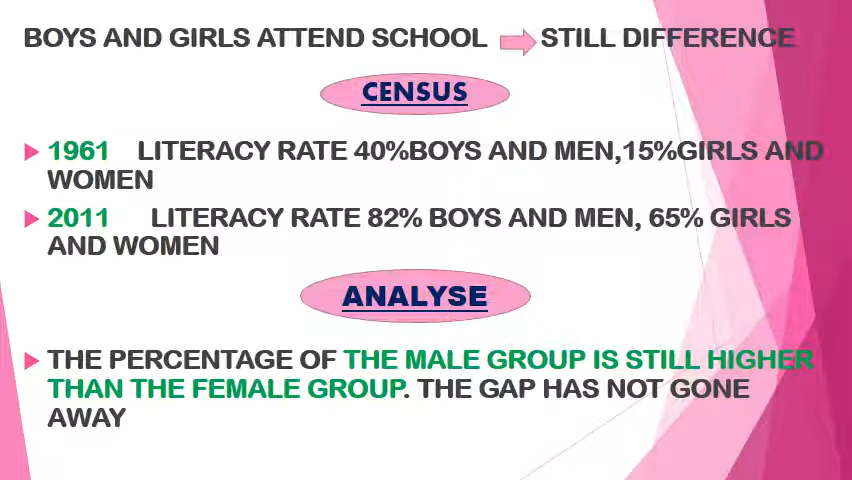 BOYS AND GIRLS ATTEND SCHOOL STILL DIFFERENCE
CENSUS
1961 LITERACY RATE 40%BOYS AND MEN,15%GIRLS AND
WOMEN
2011 LITERACY RATE 82% BOYS AND MEN, 65% GIRLS
AND WOMEN
ANALYSE
THE PERCENTAGE OF THE MALE GROUP IS STILL HIGHER
THAN THE FEMALE GROUP. THE GAP HAS NOT GONE
AWAY